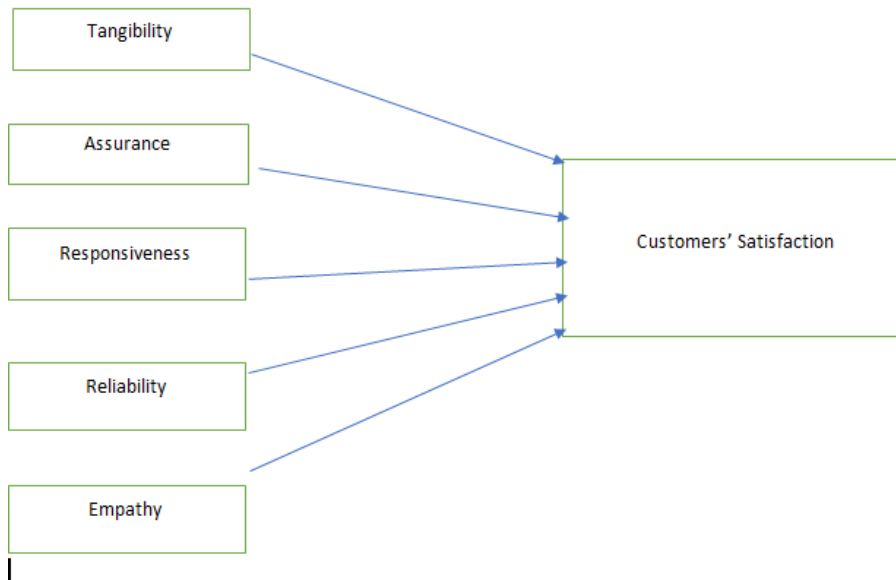 Tangibility
Assurance
Responsiveness
Customers’ Satisfaction
Reliability
Empathy